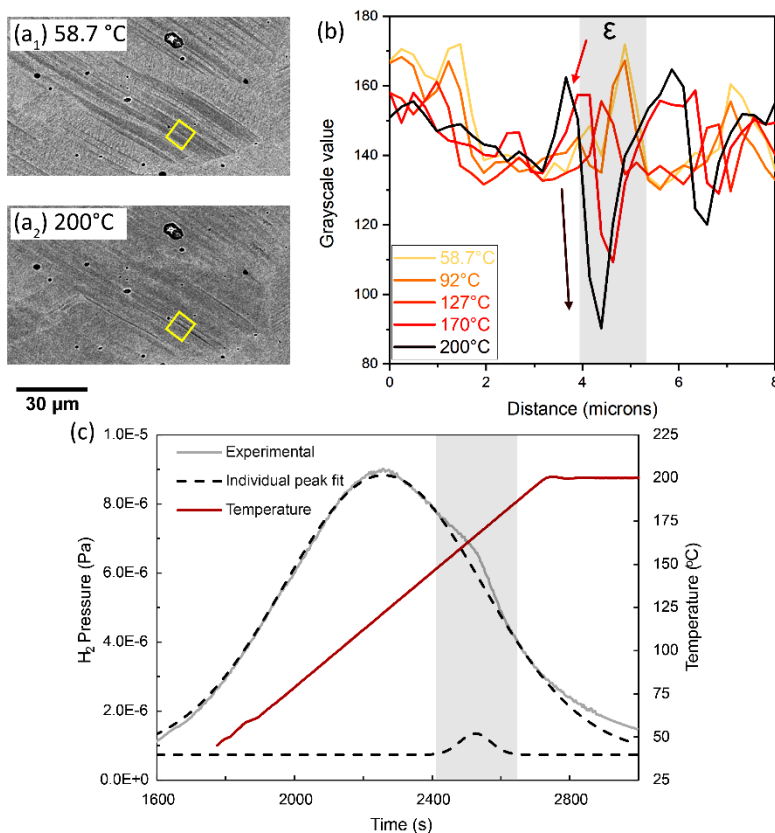 (a1) 58.7 °C
(a2) 200°C
30 µm
(b)
ε
180
160
140
120
100
80
Grayscale value
58.7°C
92°C
127°C
170°C
200°C
0
2
4
6
8
Distance (microns)
(c)
1.0E-5
8.0E-6
6.0E-6
4.0E-6
2.0E-6
0.0E+0
H2 Pressure (Pa)
Experimental
Individual peak fit
Temperature
225
200
175
150
125
100
75
50
25
Temperature (ºC)
1600
2000
2400
2800
Time (s)